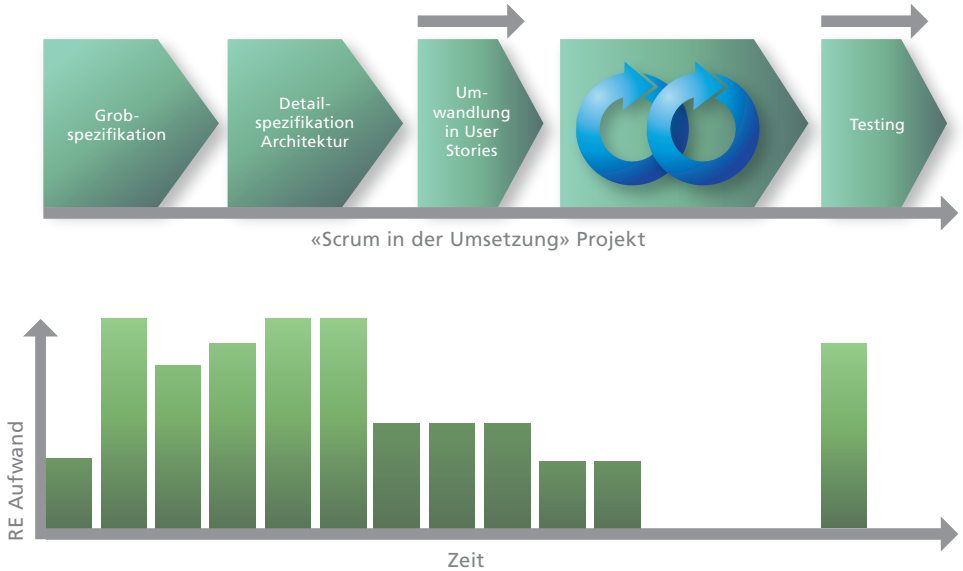 Grob-
spezifikation
Detail-
spezifikation
Architektur
Um-
wandlung
in User
Stories
Testing
«Scrum in der Umsetzung» Projekt
RE Aufwand
Zeit